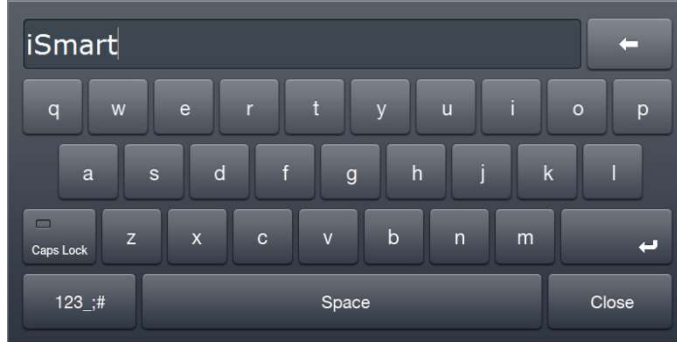 iSmart
q w e r t y u i o p
a s d f g h j k l
Caps Lock z x c v b n m
123_;# Space Close